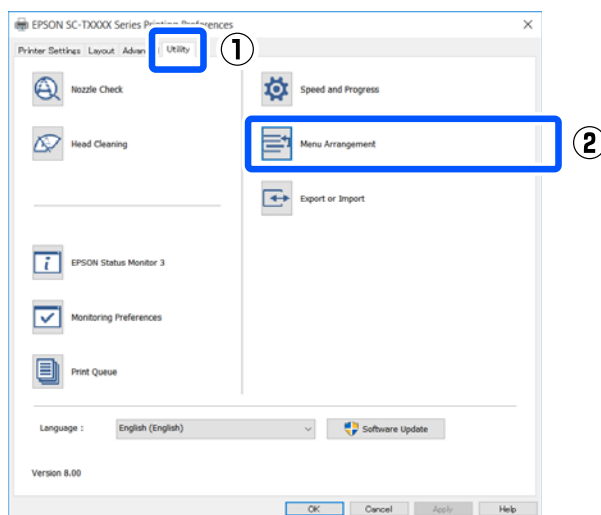 EPSON SC-TXXXX Series Printing Preferences
Printer Settings Layout Advan Utility
①
Nozzle Check
Speed and Progress
Head Cleaning
Menu Arrangement
②
Export or Import
EPSON Status Monitor 3
Monitoring Preferences
Print Queue
Language : English (English) Software Update
Version 8.00
OK Cancel Apply Help